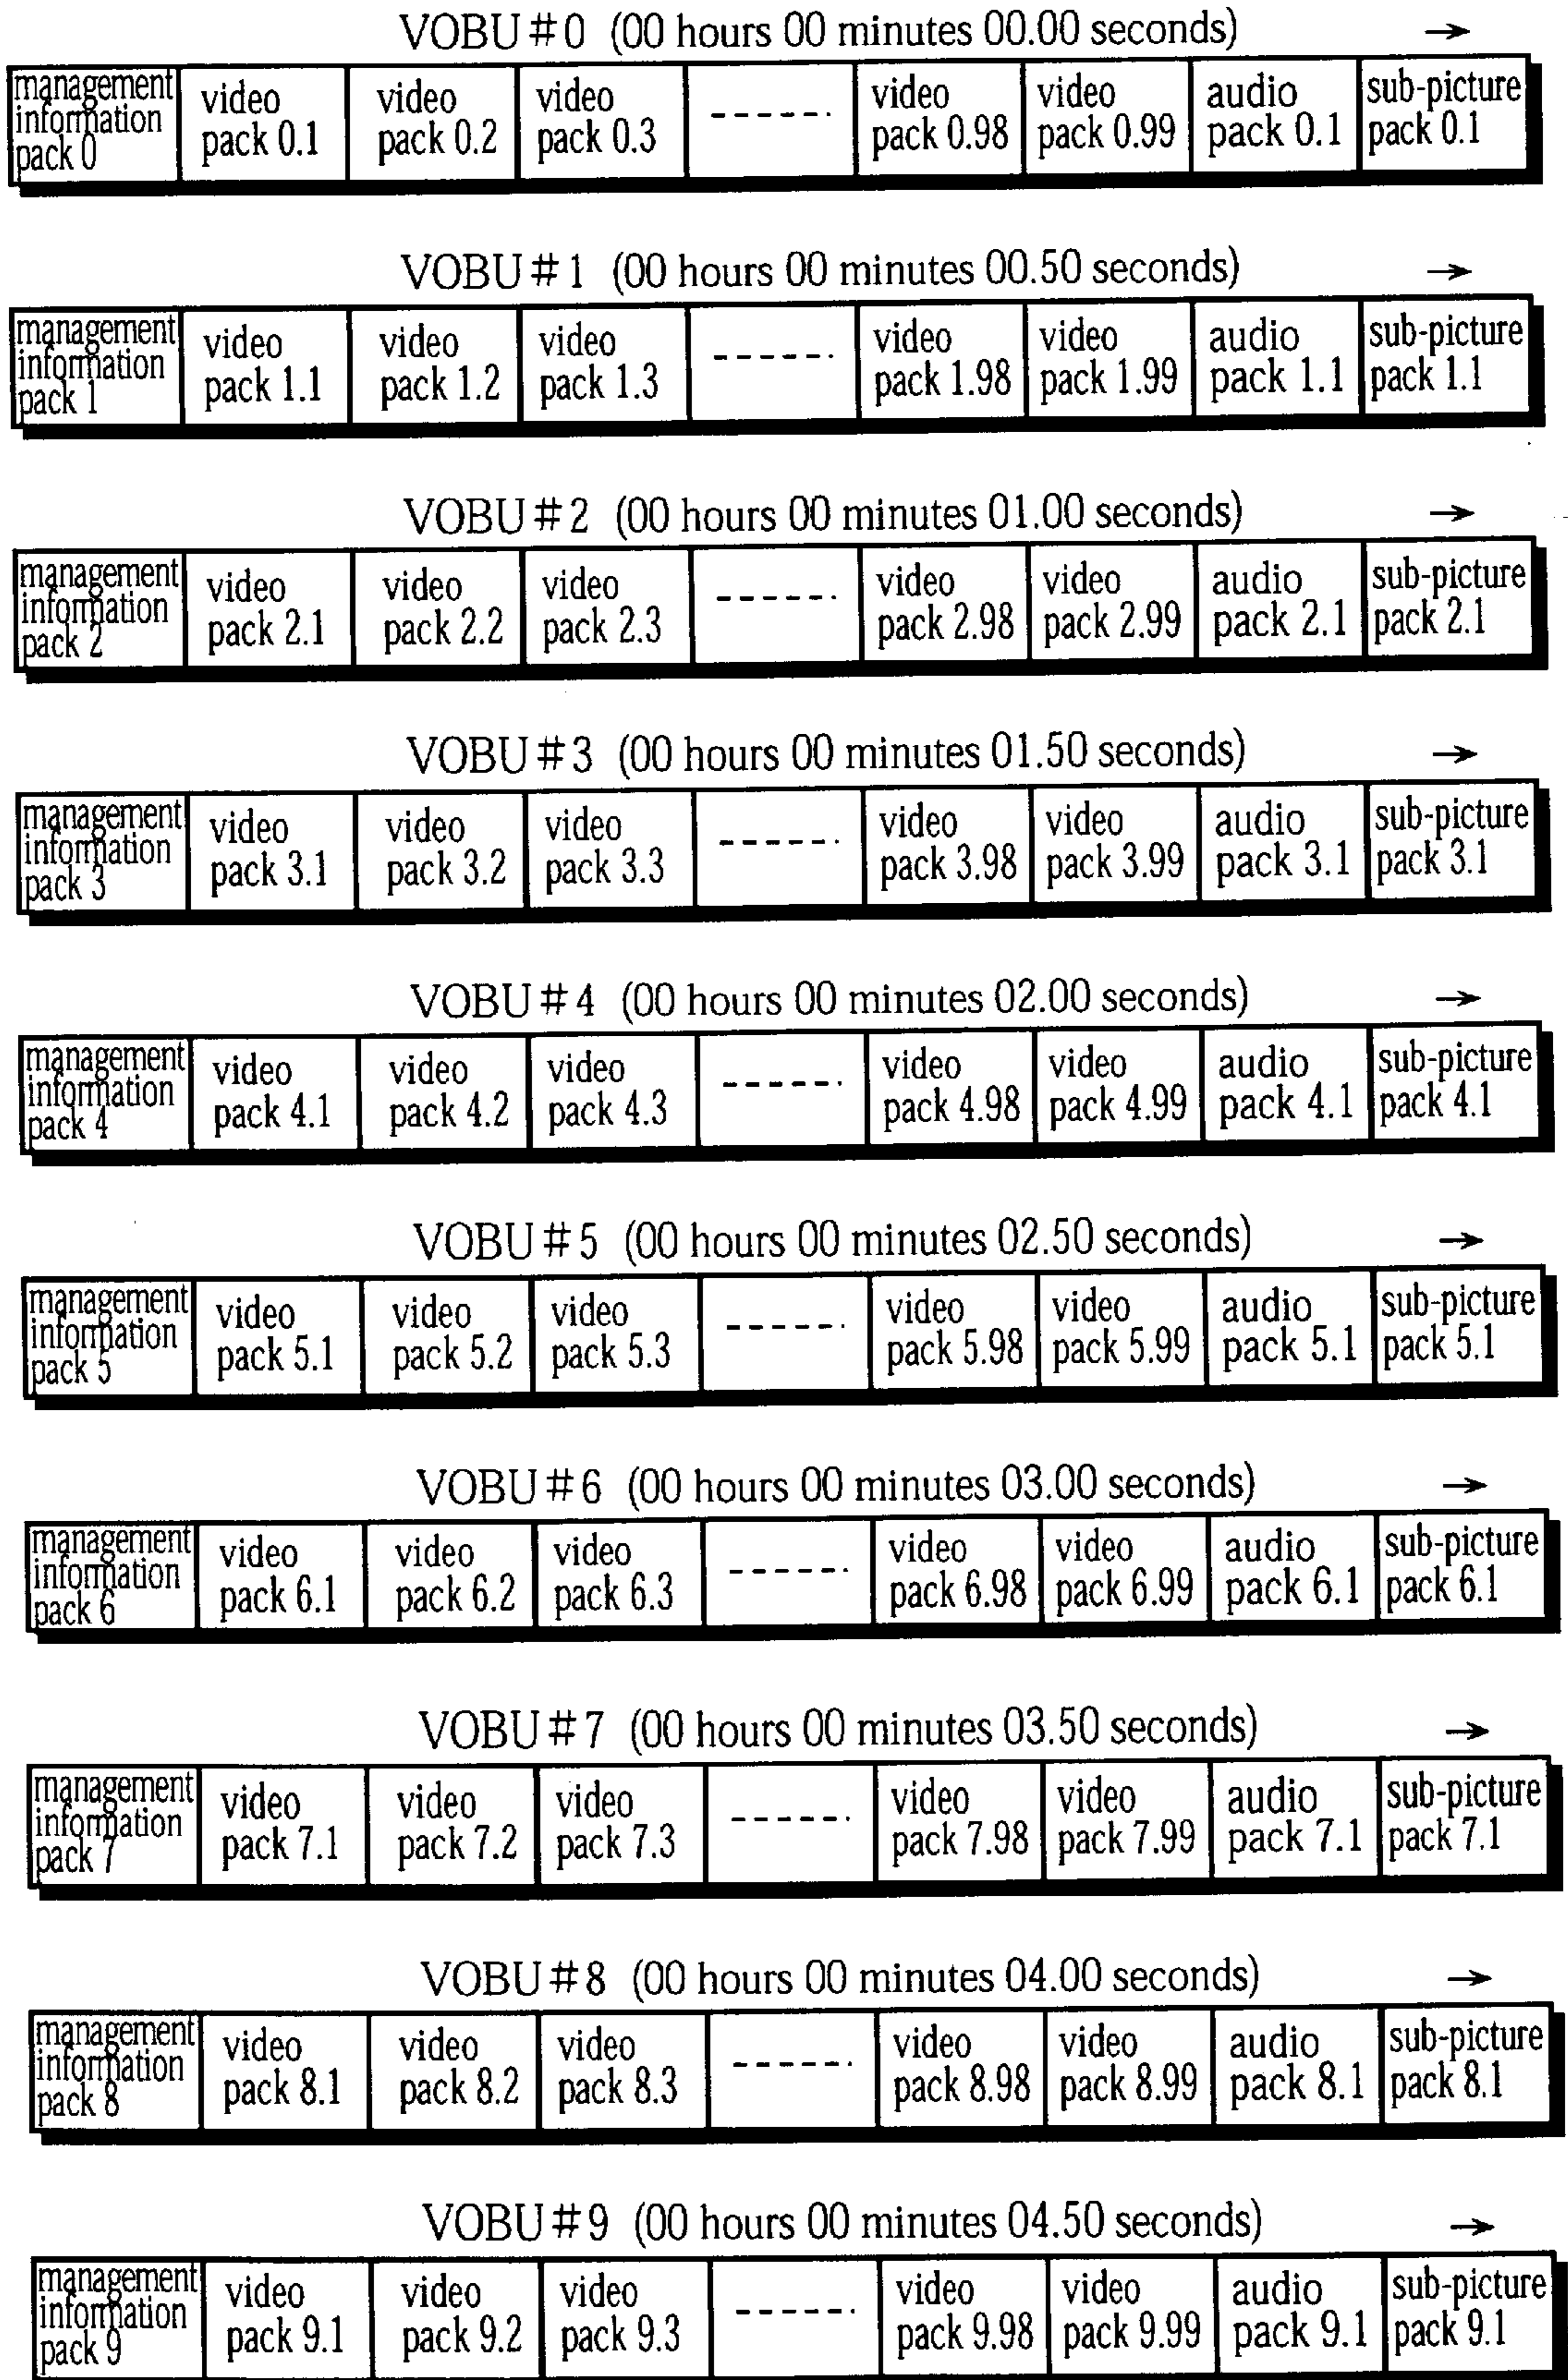 VOBU#0 (00 hours 00 minutes 00.00 seconds) →
management information pack 0 video pack 0.1 video pack 0.2 video pack 0.3 ------- video pack 0.98 video pack 0.99 audio pack 0.1 sub-picture pack 0.1
VOBU#1 (00 hours 00 minutes 00.50 seconds) →
management information pack 1 video pack 1.1 video pack 1.2 video pack 1.3 ------- video pack 1.98 video pack 1.99 audio pack 1.1 sub-picture pack 1.1
VOBU#2 (00 hours 00 minutes 01.00 seconds) →
management information pack 2 video pack 2.1 video pack 2.2 video pack 2.3 ------- video pack 2.98 video pack 2.99 audio pack 2.1 sub-picture pack 2.1
VOBU#3 (00 hours 00 minutes 01.50 seconds) →
management information pack 3 video pack 3.1 video pack 3.2 video pack 3.3 ------- video pack 3.98 video pack 3.99 audio pack 3.1 sub-picture pack 3.1
VOBU#4 (00 hours 00 minutes 02.00 seconds) →
management information pack 4 video pack 4.1 video pack 4.2 video pack 4.3 ------- video pack 4.98 video pack 4.99 audio pack 4.1 sub-picture pack 4.1
VOBU#5 (00 hours 00 minutes 02.50 seconds) →
management information pack 5 video pack 5.1 video pack 5.2 video pack 5.3 ------- video pack 5.98 video pack 5.99 audio pack 5.1 sub-picture pack 5.1
VOBU#6 (00 hours 00 minutes 03.00 seconds) →
management information pack 6 video pack 6.1 video pack 6.2 video pack 6.3 ------- video pack 6.98 video pack 6.99 audio pack 6.1 sub-picture pack 6.1
VOBU#7 (00 hours 00 minutes 03.50 seconds) →
management information pack 7 video pack 7.1 video pack 7.2 video pack 7.3 ------- video pack 7.98 video pack 7.99 audio pack 7.1 sub-picture pack 7.1
VOBU#8 (00 hours 00 minutes 04.00 seconds) →
management information pack 8 video pack 8.1 video pack 8.2 video pack 8.3 ------- video pack 8.98 video pack 8.99 audio pack 8.1 sub-picture pack 8.1
VOBU#9 (00 hours 00 minutes 04.50 seconds) →
management information pack 9 video pack 9.1 video pack 9.2 video pack 9.3 ------- video pack 9.98 video pack 9.99 audio pack 9.1 sub-picture pack 9.1